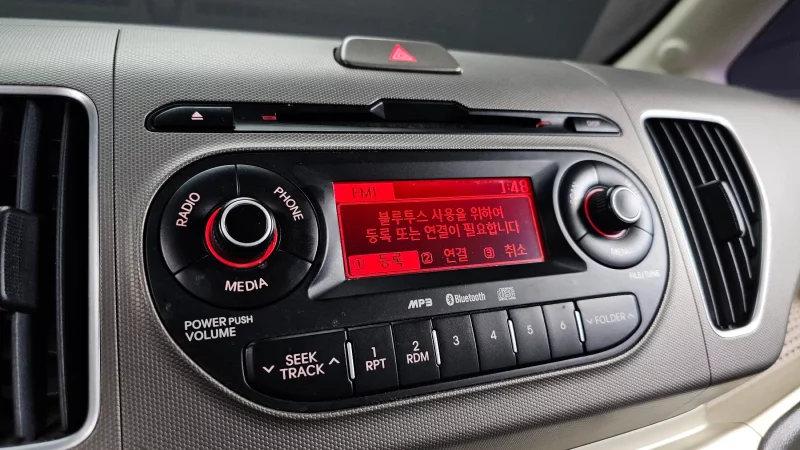 FM1 1:48
블루투스 사용을 위하여
등록 또는 연결이 필요합니다
1 등록 2 연결 3 취소
RADIO
PHONE
MEDIA
POWER PUSH
VOLUME
MP3 Bluetooth
FILE/TUNE
SEEK
TRACK
1
RPT
2
RDM
3
4
5
6
FOLDER